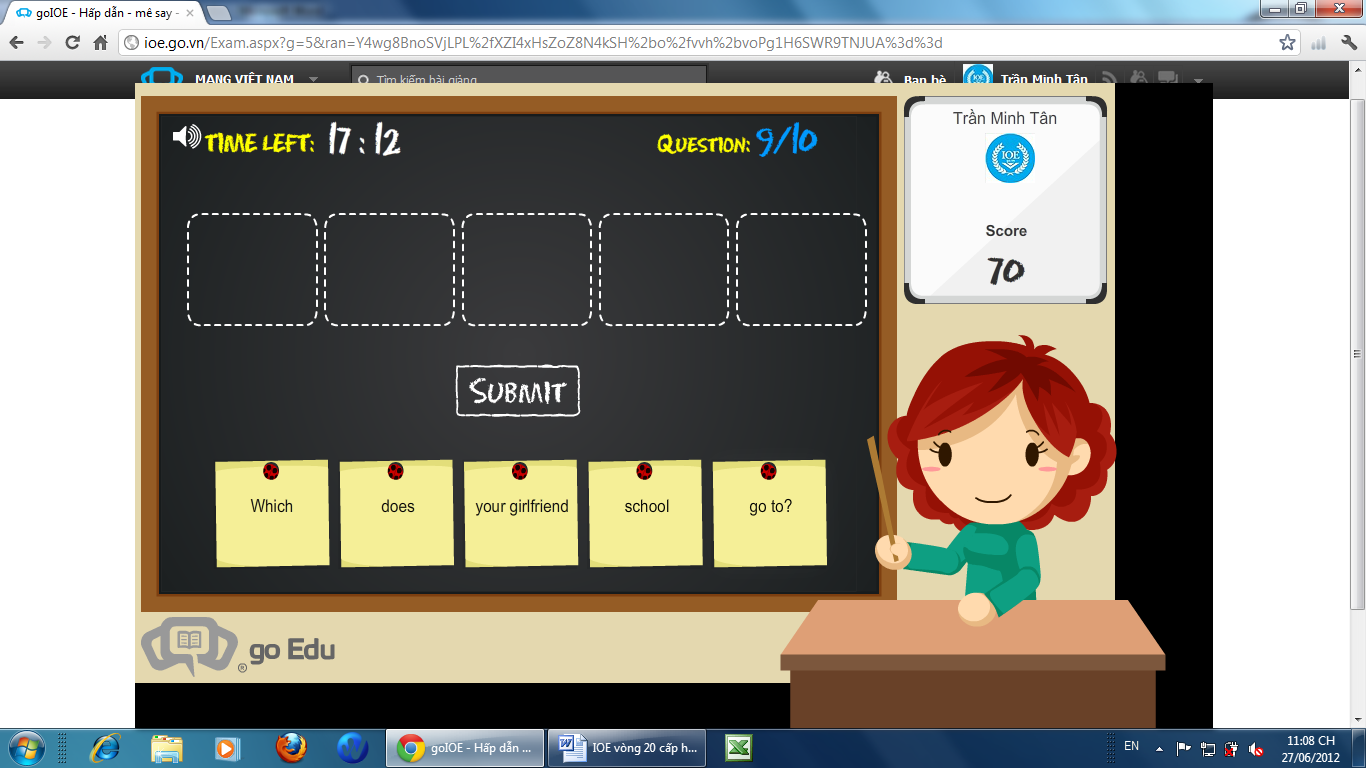 goIOE - Hấp dẫn - mê say -
ioe.go.vn/Exam.aspx?g=5&ran=Y4wg8BnoSVjLPL%2fXZI4xHsZoZ8N4kSH%2bo%2fvvh%2bvoPg1H6SWR9TNJUA%3d%3d
MẠNG VIỆT NAM
Tìm kiếm bài giảng
Bạn bè
IOE
Trần Minh Tân
TIME LEFT: 17 : 12
QUESTION: 9/10
Trần Minh Tân
IOE
Score
70
SUBMIT
Which
does
your girlfriend
school
go to?
® go Edu
goIOE - Hấp dẫn ...
IOE vòng 20 cấp h...
EN
11:08 CH
27/06/2012